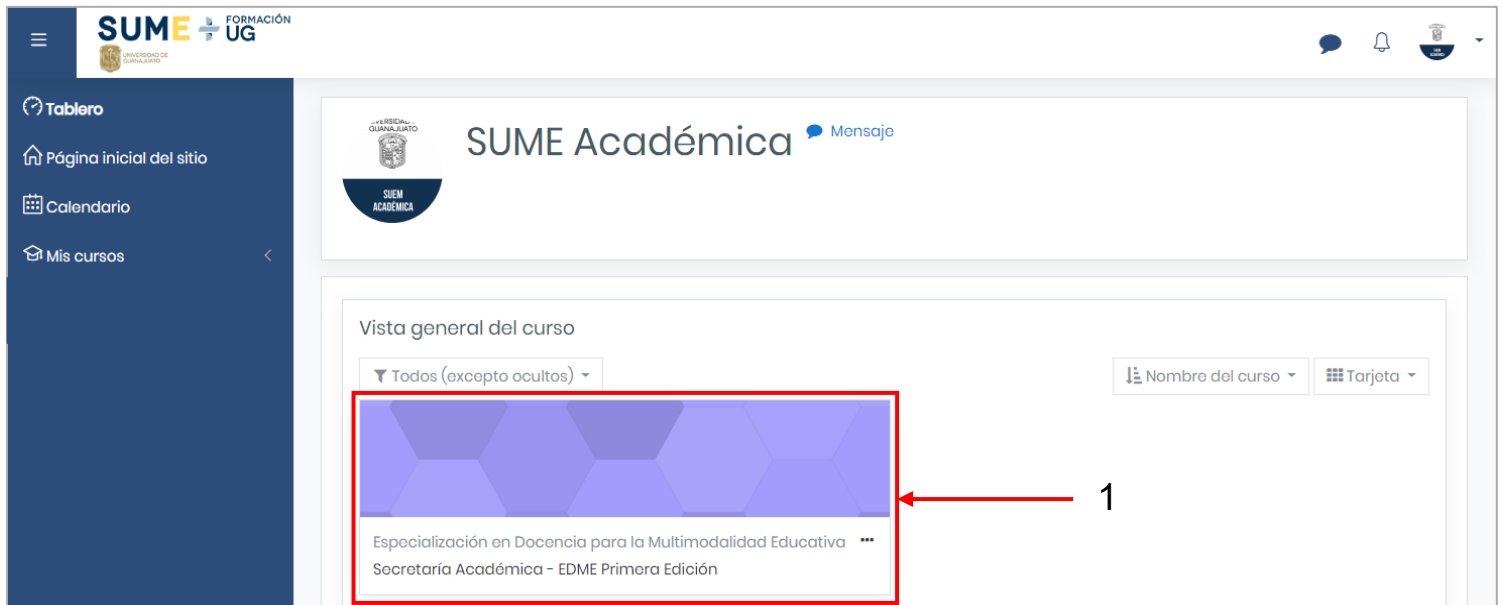 SUME + FORMACIÓN UG
UNIVERSIDAD DE GUANAJUATO
Tablero
Página inicial del sitio
Calendario
Mis cursos
GUANAJUATO
SUEM
ACADÉMICA
SUME Académica
Mensaje
Vista general del curso
Todos (excepto ocultos)
Nombre del curso
Tarjeta
1
Especialización en Docencia para la Multimodalidad Educativa ...
Secretaría Académica - EDME Primera Edición